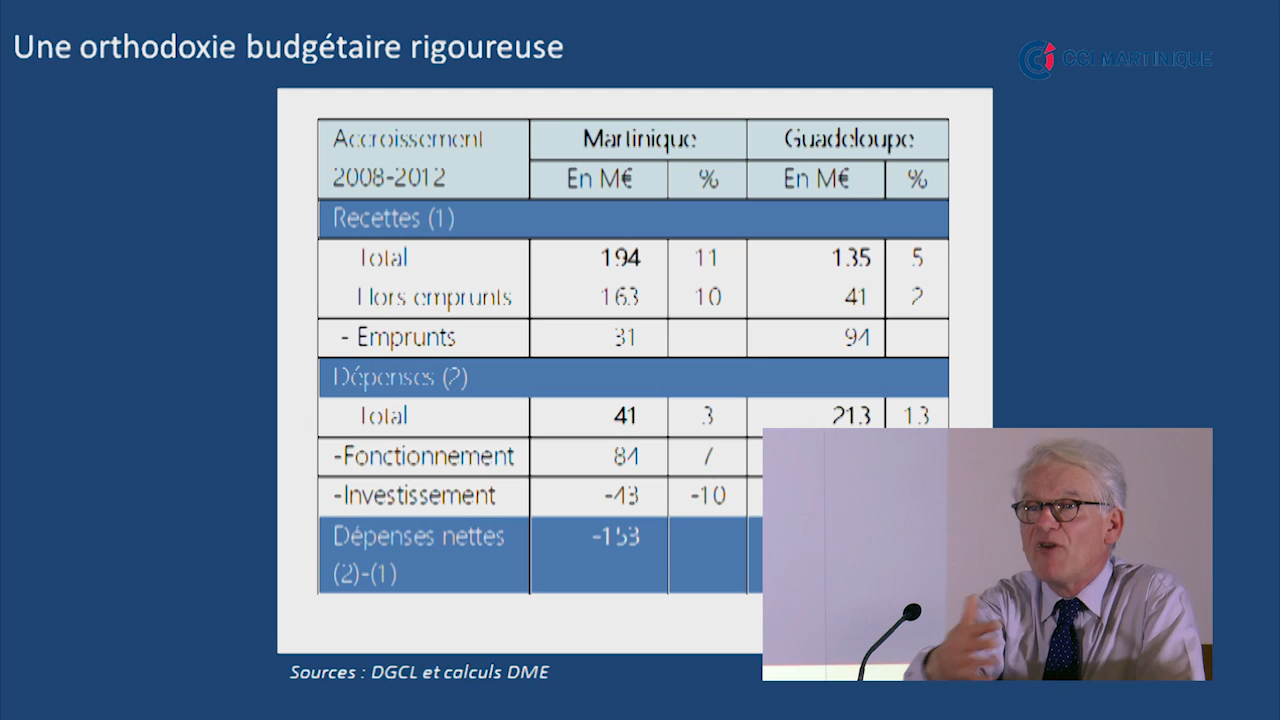 Une orthodoxie budgétaire rigoureuse
CCI MARTINIQUE
Accroissement 2008-2012 Martinique Guadeloupe
En M€ % En M€ %
Recettes (1)
Total 194 11 135 5
Hors emprunts 163 10 41 2
- Emprunts 31 94
Dépenses (2)
Total 41 3 213 13
-Fonctionnement 84 7
-Investissement -43 -10
Dépenses nettes -153
(2)-(1)
Sources : DGCL et calculs DME